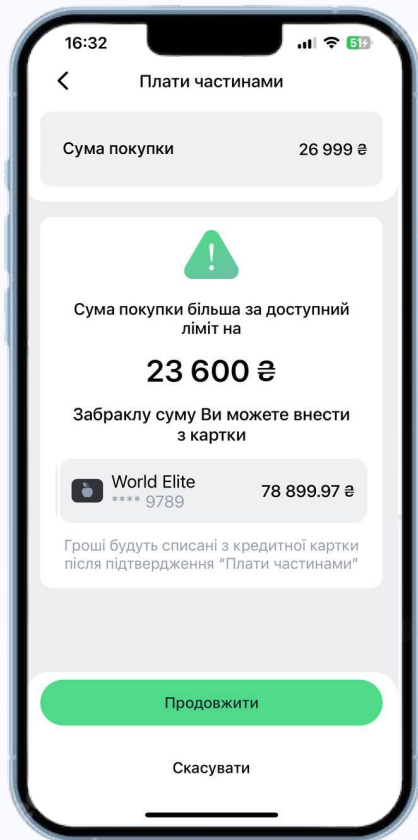 16:32
51
Плати частинами
Сума покупки 26 999 ₴
!
Сума покупки більша за доступний
ліміт на
23 600 ₴
Забраклу суму Ви можете внести
з картки
World Elite
**** 9789
78 899.97 ₴
Гроші будуть списані з кредитної картки
після підтвердження “Плати частинами”
Продовжити
Скасувати